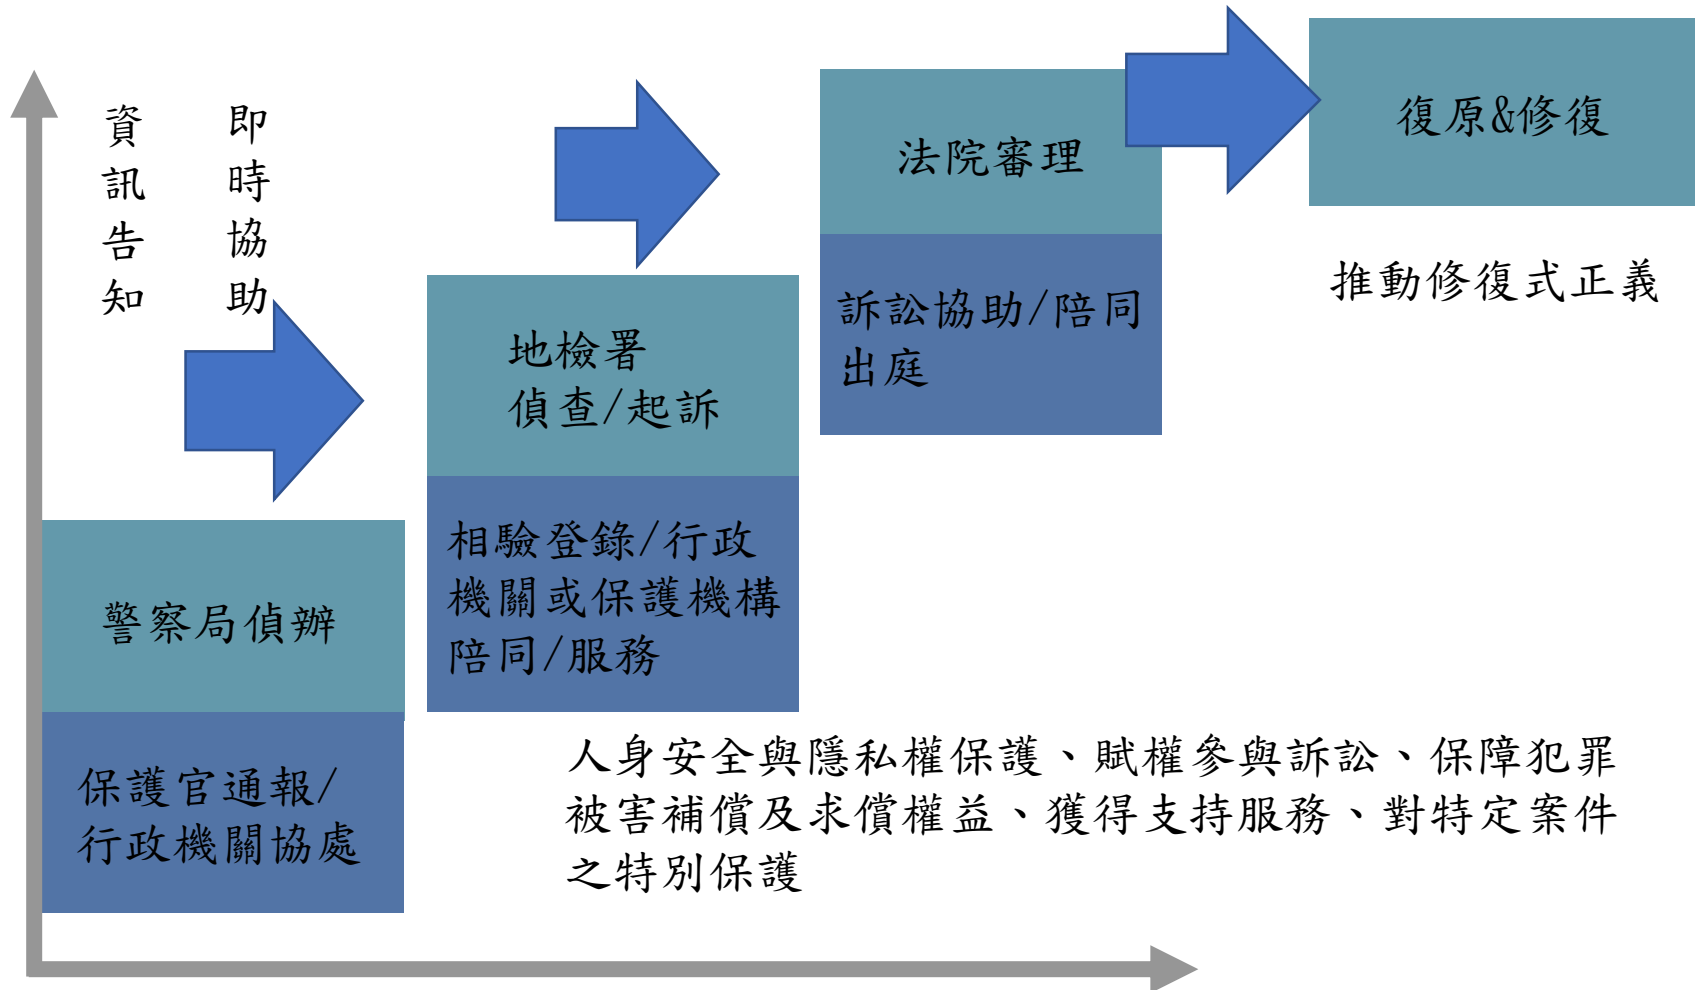 資訊告知
即時協助
警察局偵辦
保護官通報/
行政機關協處
地檢署
偵查/起訴
相驗登錄/行政
機關或保護機構
陪同/服務
法院審理
訴訟協助/陪同
出庭
復原&修復
推動修復式正義
人身安全與隱私權保護、賦權參與訴訟、保障犯罪
被害補償及求償權益、獲得支持服務、對特定案件
之特別保護